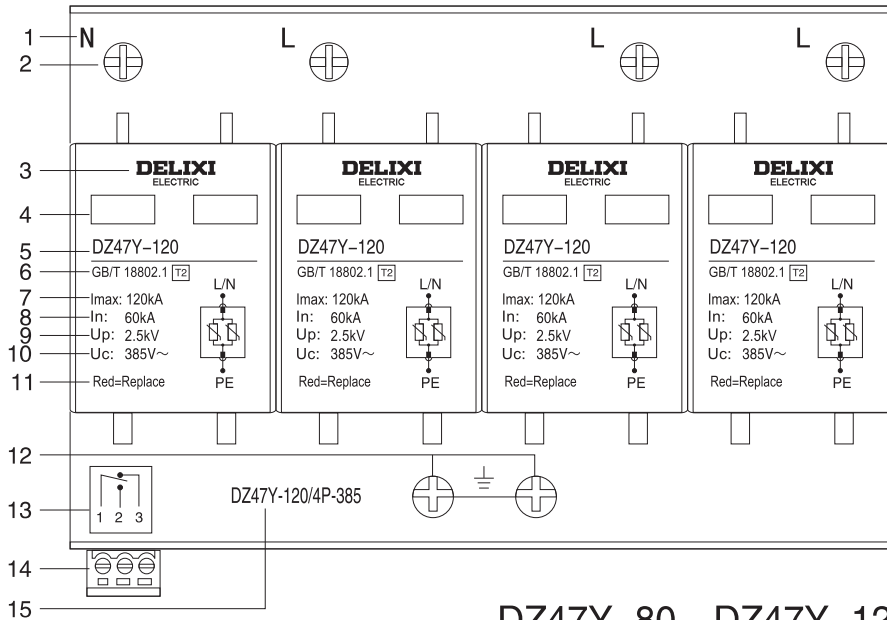 1 N L L L
2
3 DELIXI DELIXI DELIXI DELIXI
ELECTRIC ELECTRIC ELECTRIC ELECTRIC
4
5 DZ47Y-120 DZ47Y-120 DZ47Y-120 DZ47Y-120
6 GB/T 18802.1 T2 GB/T 18802.1 T2 GB/T 18802.1 T2 GB/T 18802.1 T2
L/N L/N L/N L/N
7 Imax: 120kA Imax: 120kA Imax: 120kA Imax: 120kA
8 In: 60kA In: 60kA In: 60kA In: 60kA
9 Up: 2.5kV Up: 2.5kV Up: 2.5kV Up: 2.5kV
10 Uc: 385V~ Uc: 385V~ Uc: 385V~ Uc: 385V~
11 Red=Replace PE Red=Replace PE Red=Replace PE Red=Replace PE
12
DZ47Y-120/4P-385
13 1 2 3
14
15